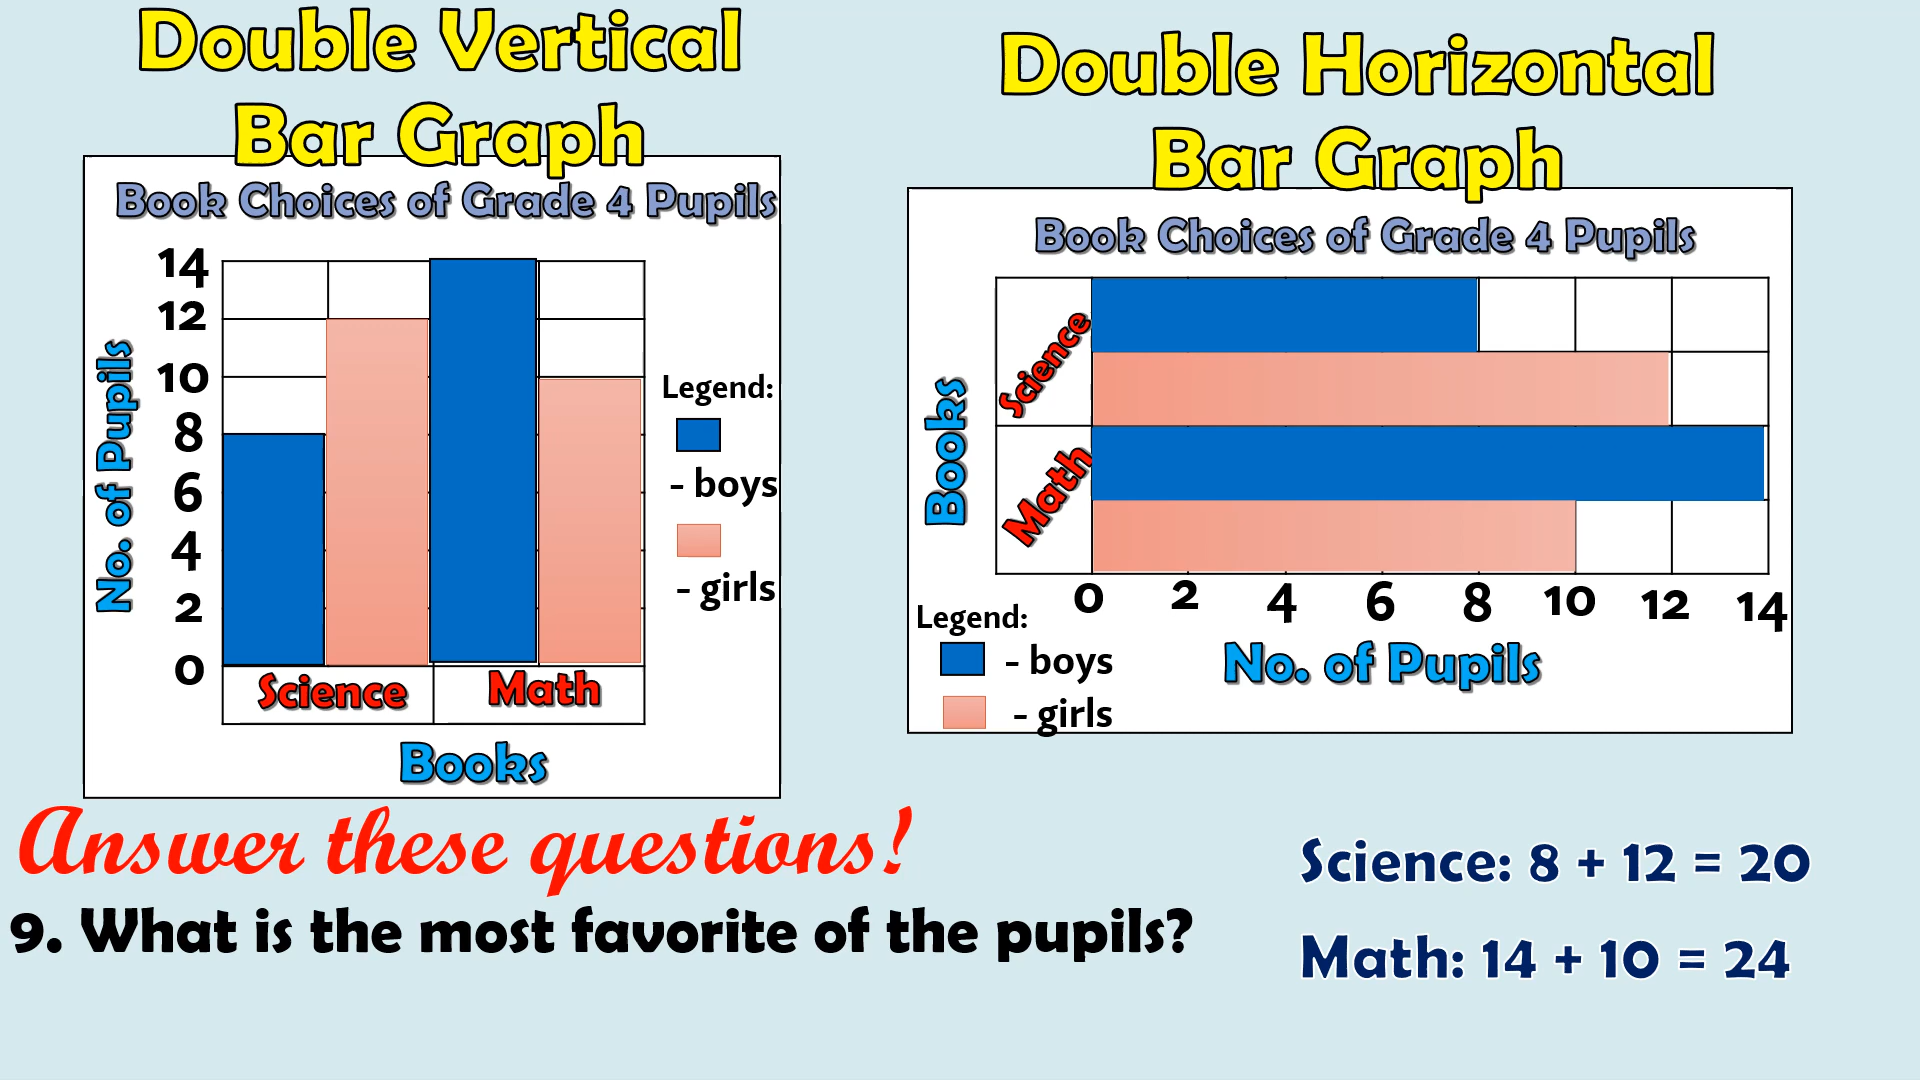 Double Vertical
Bar Graph
Book Choices of Grade 4 Pupils
14
12
10
8
6
4
2
0
No. of Pupils
Science
Math
Books
Legend:
- boys
- girls
Double Horizontal
Bar Graph
Book Choices of Grade 4 Pupils
Books
Science
Math
0 2 4 6 8 10 12 14
No. of Pupils
Legend:
- boys
- girls
Answer these questions!
9. What is the most favorite of the pupils?
Science: 8 + 12 = 20
Math: 14 + 10 = 24